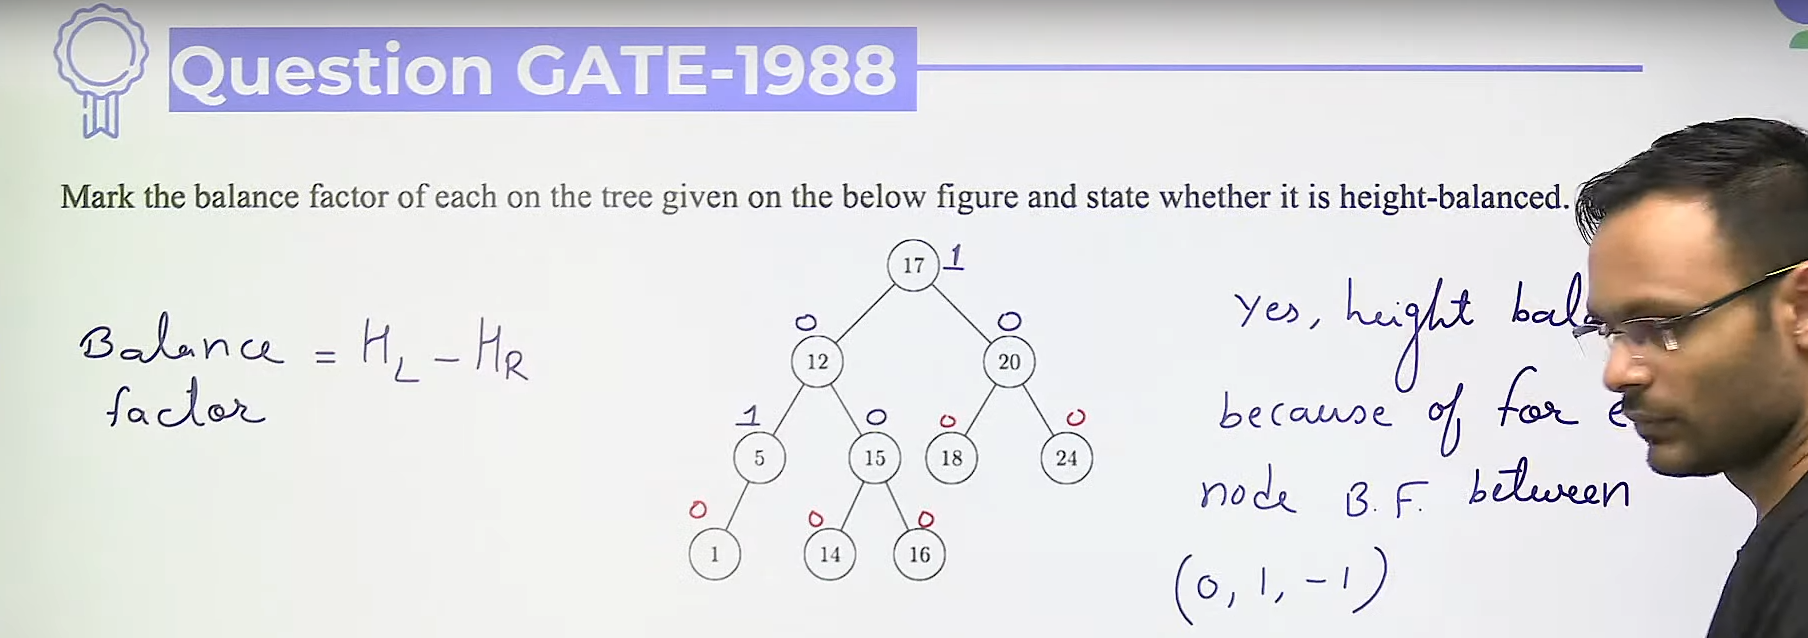 Question GATE-1988
Mark the balance factor of each on the tree given on the below figure and state whether it is height-balanced.
17 1
0 0
12 20
1 0 0 0
5 15 18 24
0 0 0
1 14 16
Balance = H_L - H_R
factor
Yes, height
because of for
node B.F. between
(0, 1, -1)